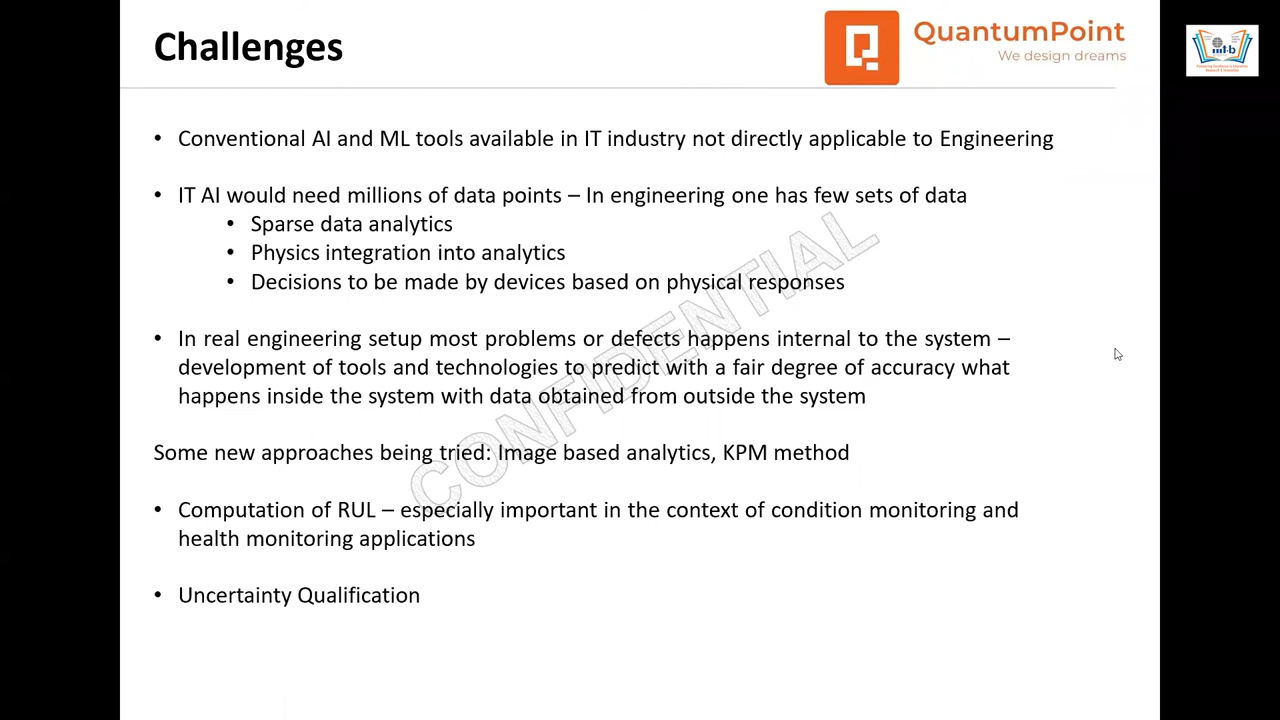 Challenges
QuantumPoint
We design dreams
• Conventional AI and ML tools available in IT industry not directly applicable to Engineering
• IT AI would need millions of data points – In engineering one has few sets of data
• Sparse data analytics
• Physics integration into analytics
• Decisions to be made by devices based on physical responses
• In real engineering setup most problems or defects happens internal to the system –
development of tools and technologies to predict with a fair degree of accuracy what
happens inside the system with data obtained from outside the system
Some new approaches being tried: Image based analytics, KPM method
• Computation of RUL – especially important in the context of condition monitoring and
health monitoring applications
• Uncertainty Qualification
CONFIDENTIAL